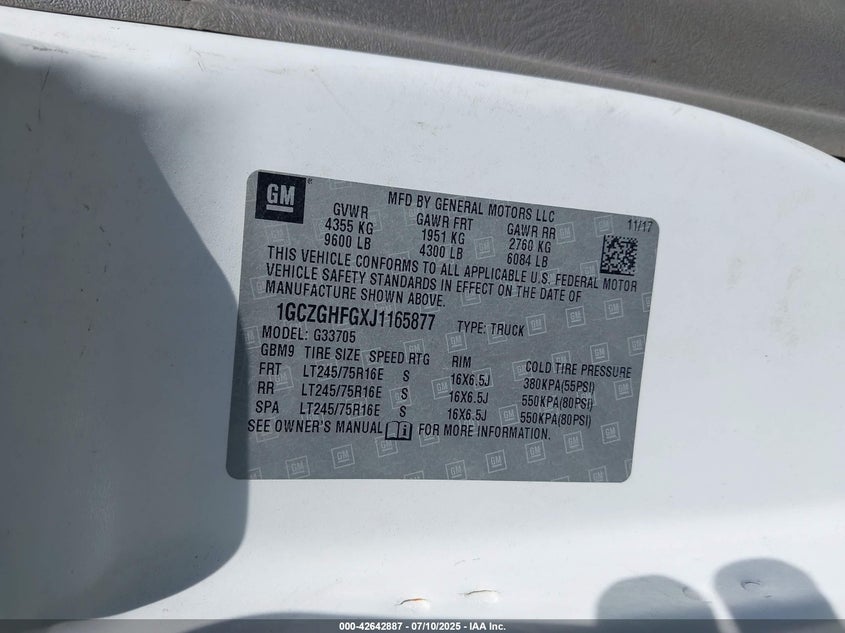 GM
MFD BY GENERAL MOTORS LLC
11/17
GVWR GAWR FRT GAWR RR
4355 KG 1951 KG 2760 KG
9600 LB 4300 LB 6084 LB
THIS VEHICLE CONFORMS TO ALL APPLICABLE U.S. FEDERAL MOTOR
VEHICLE SAFETY STANDARDS IN EFFECT ON THE DATE OF
MANUFACTURE SHOWN ABOVE.
1GCZGHFGXJ1165877 TYPE: TRUCK
MODEL: G33705
GBM9 TIRE SIZE SPEED RTG RIM COLD TIRE PRESSURE
FRT LT245/75R16E S 16X6.5J 380KPA(55PSI)
RR LT245/75R16E S 16X6.5J 550KPA(80PSI)
SPA LT245/75R16E S 16X6.5J 550KPA(80PSI)
SEE OWNER'S MANUAL FOR MORE INFORMATION.
000-42642887 - 07/10/2025 - IAA Inc.